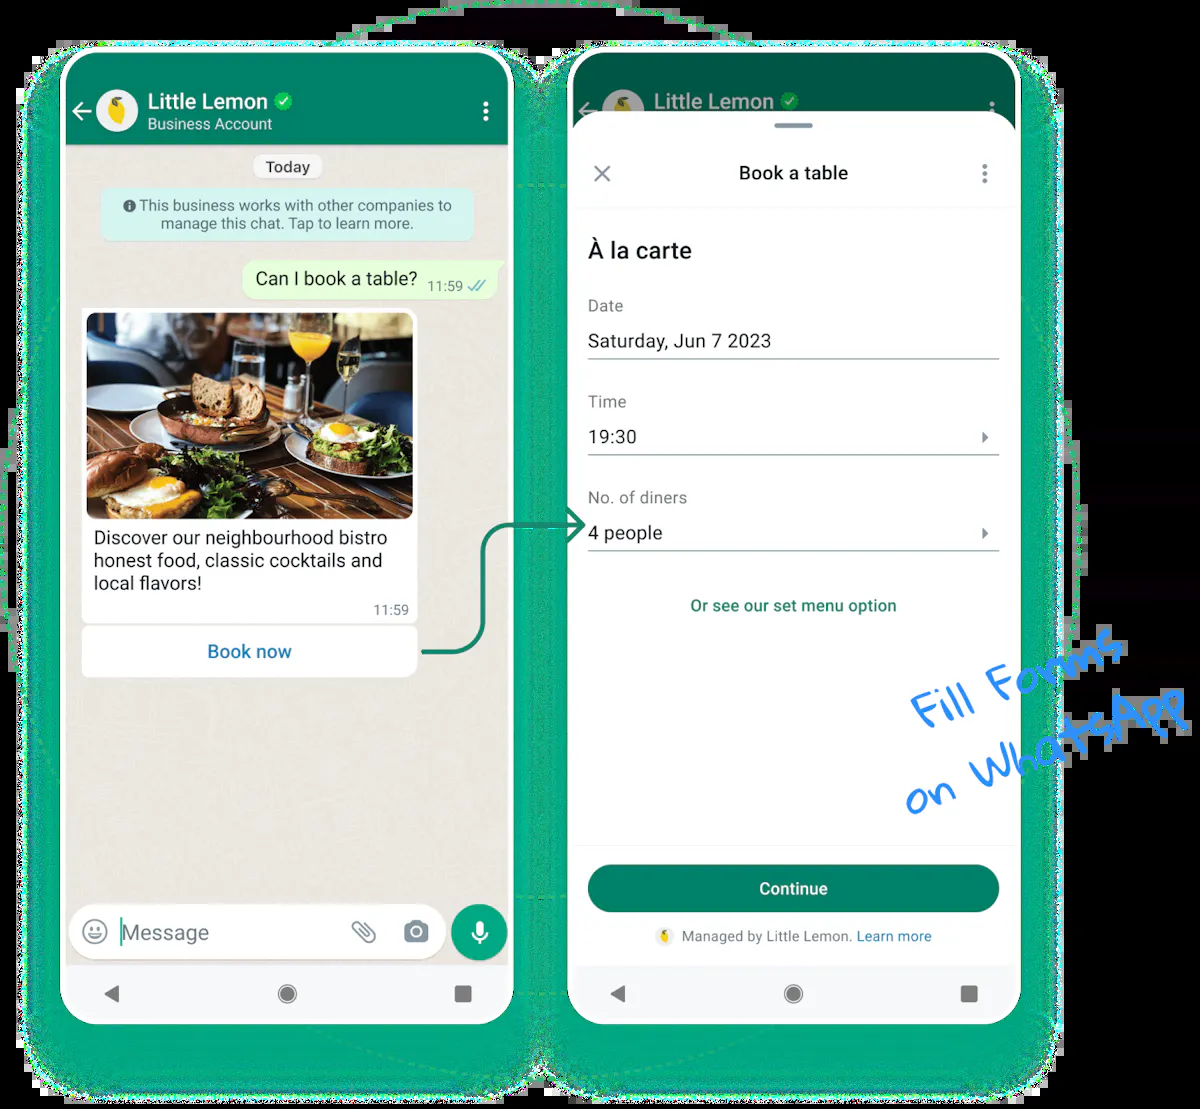 Little Lemon
Business Account
Today
This business works with other companies to
manage this chat. Tap to learn more.
Can I book a table? 11:59
Discover our neighbourhood bistro
honest food, classic cocktails and
local flavors!
11:59
Book now
Message
Little Lemon
Book a table
À la carte
Date
Saturday, Jun 7 2023
Time
19:30
No. of diners
4 people
Or see our set menu option
Fill Forms
on WhatsApp
Continue
Managed by Little Lemon. Learn more